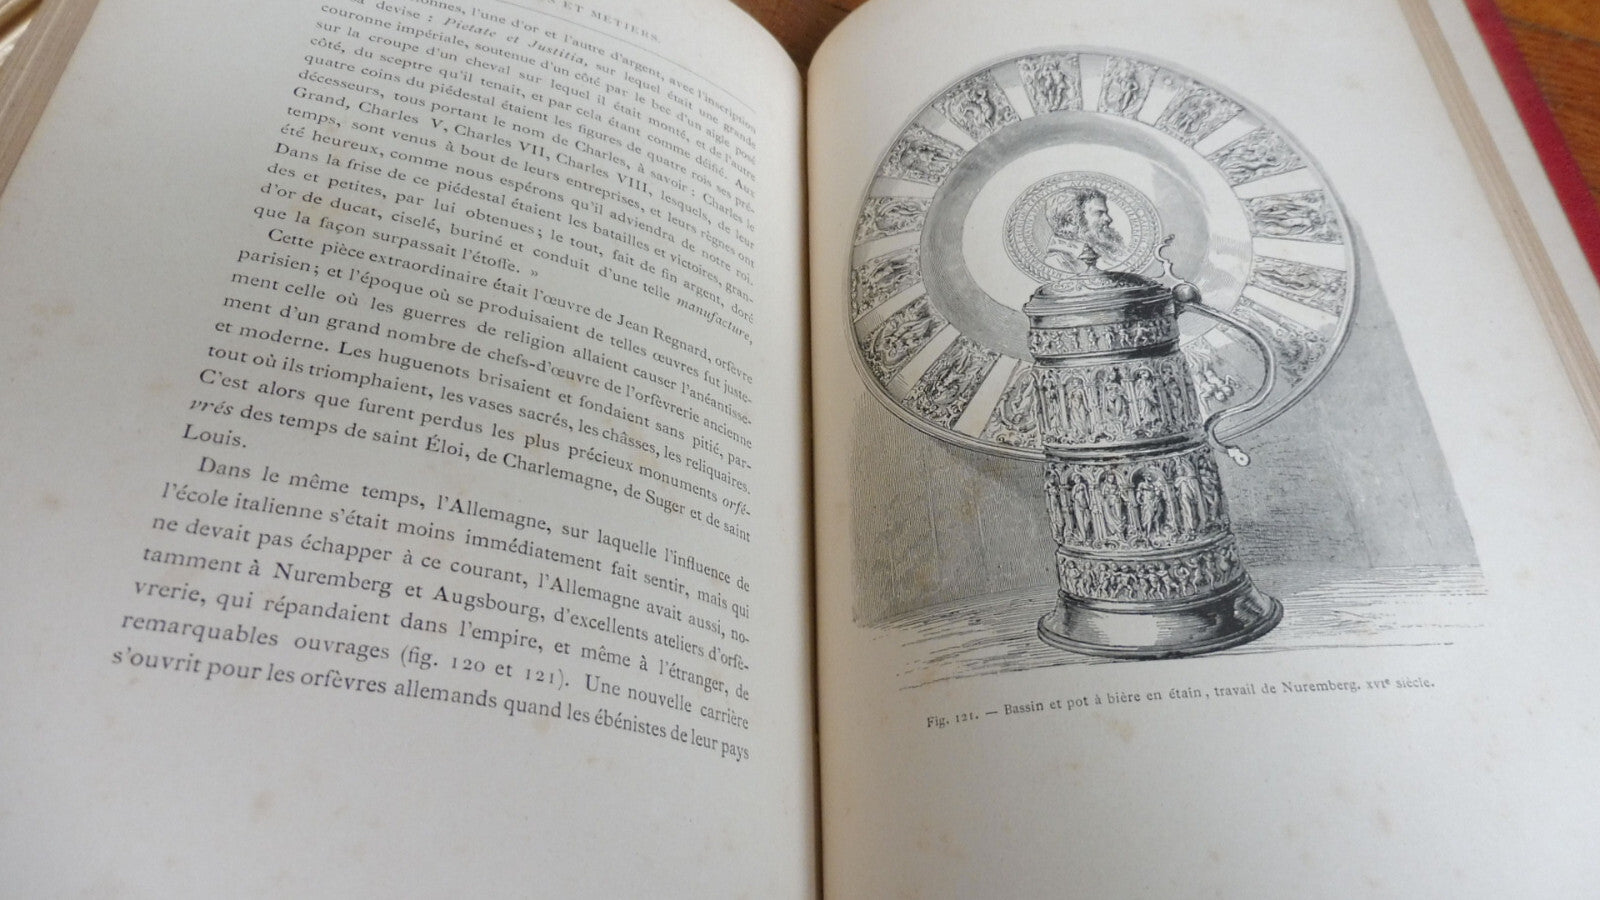 S ET MÉTIERS.
l'une d'or et l'autre d'argent, avec l'inscription
sa devise : Pietate et Justitia, sur lequel était une grande
couronne impériale, soutenue d'un côté par le bec d'un aigle posé
sur la croupe d'un cheval sur lequel il était monté, et de l'autre
côté, du sceptre qu'il tenait, et par cela étant comme déifié. Aux
quatre coins du piédestal étaient les figures de quatre rois ses pré-
décesseurs, tous portant le nom de Charles, à savoir : Charles le
Grand, Charles V, Charles VII, Charles VIII, lesquels, de leur
temps, sont venus à bout de leurs entreprises, et leurs règnes ont
été heureux, comme nous espérons qu'il adviendra de notre roi.
Dans la frise de ce piédestal étaient les batailles et victoires, gran-
des et petites, par lui obtenues; le tout, fait de fin argent, doré
d'or de ducat, ciselé, buriné et conduit d'une telle manufacture,
que la façon surpassait l'étoffe. »
Cette pièce extraordinaire était l'œuvre de Jean Regnard, orfèvre
parisien; et l'époque où se produisaient de telles œuvres fut juste-
ment celle où les guerres de religion allaient causer l'anéantisse-
ment d'un grand nombre de chefs-d'œuvre de l'orfèvrerie ancienne
et moderne. Les huguenots brisaient et fondaient sans pitié, par-
tout où ils triomphaient, les vases sacrés, les châsses, les reliquaires.
C'est alors que furent perdus les plus précieux monuments orfé-
vrés des temps de saint Éloi, de Charlemagne, de Suger et de saint
Louis.
Dans le même temps, l'Allemagne, sur laquelle l'influence de
l'école italienne s'était moins immédiatement fait sentir, mais qui
ne devait pas échapper à ce courant, l'Allemagne avait aussi, no-
tamment à Nuremberg et Augsbourg, d'excellents ateliers d'orfè-
vrerie, qui répandaient dans l'empire, et même à l'étranger, de
remarquables ouvrages (fig. 120 et 121). Une nouvelle carrière
s'ouvrit pour les orfèvres allemands quand les ébénistes de leur pays
Fig. 121. — Bassin et pot à bière en étain, travail de Nuremberg. XVIe siècle.